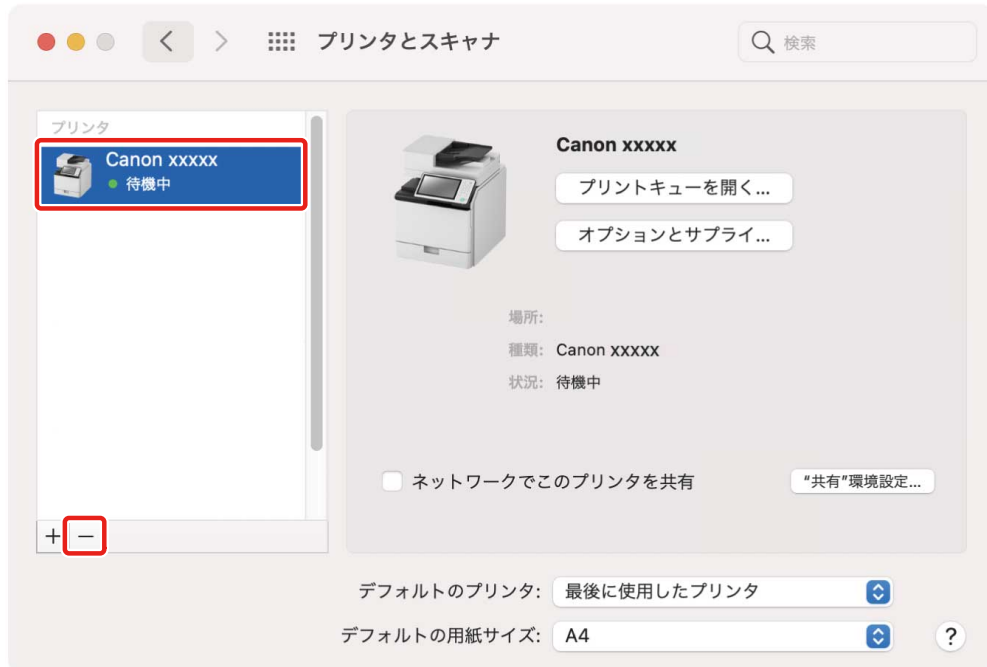 プリンタとスキャナ
検索
プリンタ
Canon xxxxx
待機中
+ −
Canon xxxxx
プリントキューを開く...
オプションとサプライ...
場所:
種類: Canon xxxxx
状況: 待機中
ネットワークでこのプリンタを共有
“共有”環境設定...
デフォルトのプリンタ: 最後に使用したプリンタ
デフォルトの用紙サイズ: A4
?